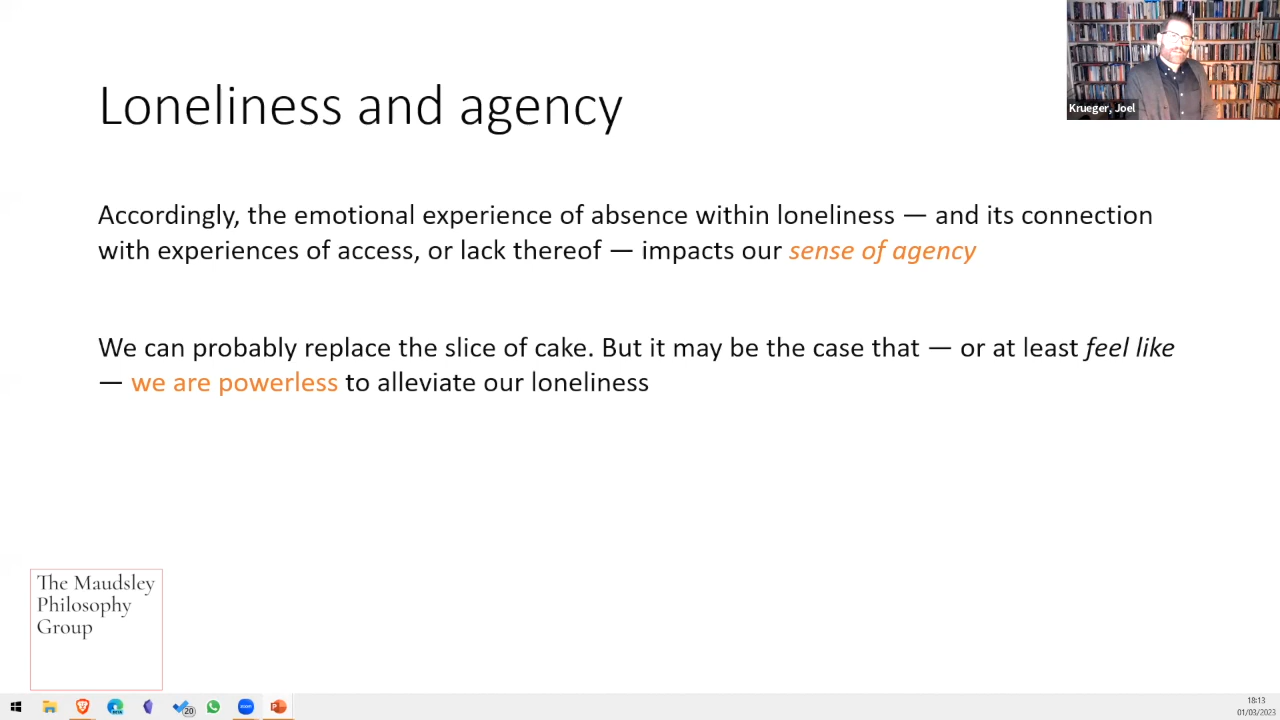 Krueger, Joel
Loneliness and agency
Accordingly, the emotional experience of absence within loneliness — and its connection
with experiences of access, or lack thereof — impacts our sense of agency
We can probably replace the slice of cake. But it may be the case that — or at least feel like
— we are powerless to alleviate our loneliness
The Maudsley
Philosophy
Group
20
18:13
01/03/2023